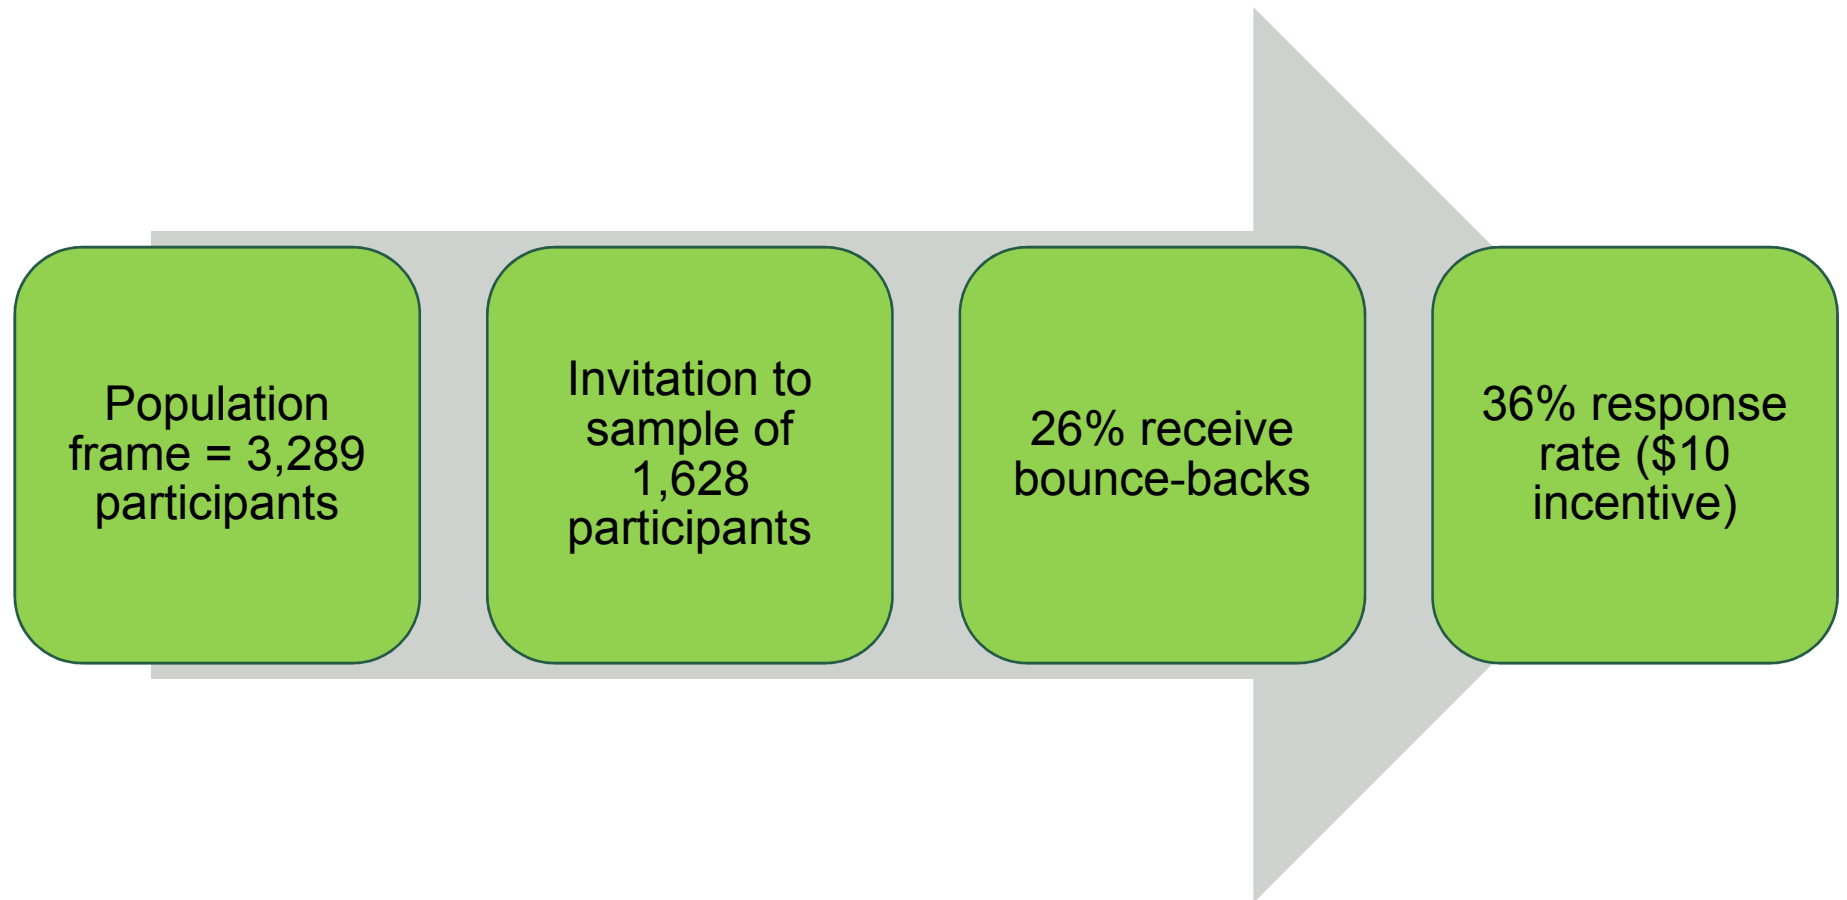 Population
frame = 3,289
participants
Invitation to
sample of
1,628
participants
26% receive
bounce-backs
36% response
rate ($10
incentive)